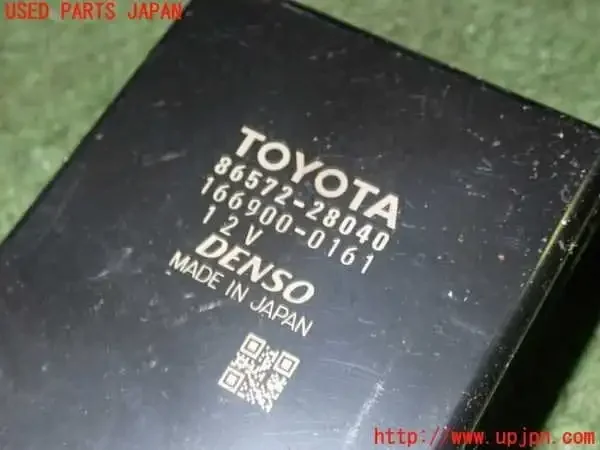 USED PARTS JAPAN
TOYOTA
86572-28040
166900-0161
12V
DENSO
MADE IN JAPAN
http://www.upjpn.com/